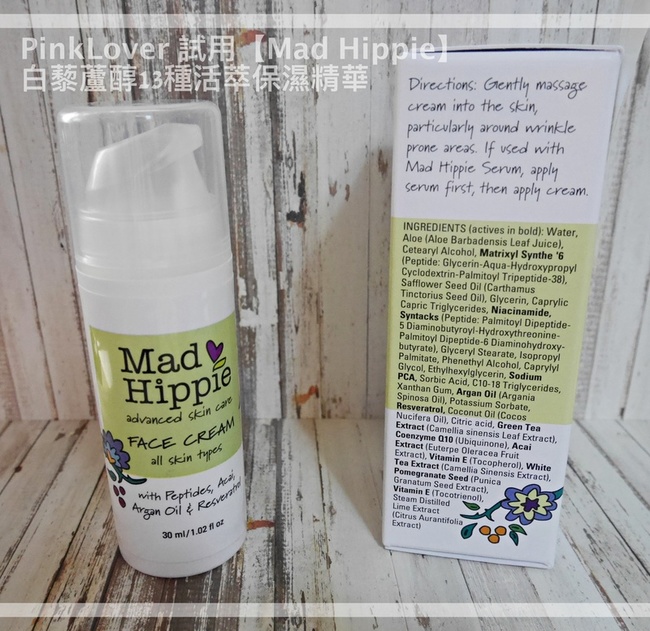 PinkLover 試用【Mad Hippie】
白藜蘆醇13種活萃保濕精華
Mad
Hippie
advanced skin care
FACE CREAM
all skin types
with Peptides, Acai,
Argan Oil & Resveratrol
30 ml/1.02 fl oz
Directions: Gently massage
cream into the skin,
particularly around wrinkle
prone areas. If used with
Mad Hippie Serum, apply
serum first, then apply cream.
INGREDIENTS (actives in bold): Water,
Aloe (Aloe Barbadensis Leaf Juice),
Cetearyl Alcohol, Matrixyl Synthe '6
(Peptide: Glycerin-Aqua-Hydroxypropyl
Cyclodextrin-Palmitoyl Tripeptide-38),
Safflower Seed Oil (Carthamus
Tinctorius Seed Oil), Glycerin, Caprylic
Capric Triglycerides, Niacinamide,
Syntacks (Peptide: Palmitoyl Dipeptide-
5 Diaminobutyroyl-Hydroxythreonine-
Palmitoyl Dipeptide-6 Diaminohydroxy-
butyrate), Glyceryl Stearate, Isopropyl
Palmitate, Phenethyl Alcohol, Caprylyl
Glycol, Ethylhexylglycerin, Sodium
PCA, Sorbic Acid, C10-18 Triglycerides,
Xanthan Gum, Argan Oil (Argania
Spinosa Oil), Potassium Sorbate,
Resveratrol, Coconut Oil (Cocos
Nucifera Oil), Citric acid, Green Tea
Extract (Camellia sinensis Leaf Extract),
Coenzyme Q10 (Ubiquinone), Acai
Extract (Euterpe Oleracea Fruit
Extract), Vitamin E (Tocopherol), White
Tea Extract (Camellia Sinensis Extract),
Pomegranate Seed (Punica
Granatum Seed Extract),
Vitamin E (Tocotrienol),
Steam Distilled
Lime Extract
(Citrus Aurantifolia
Extract)